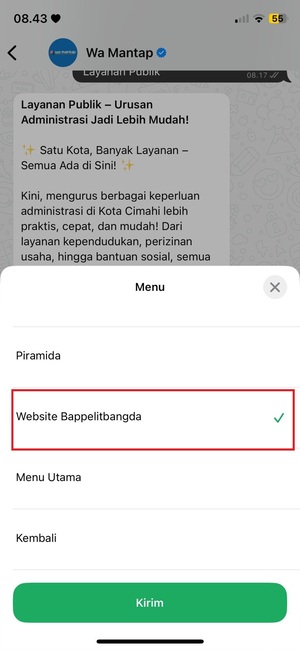 08.43
55
wa mantap
Wa Mantap
Layanan Publik
08.17
Layanan Publik – Urusan
Administrasi Jadi Lebih Mudah!
✨ Satu Kota, Banyak Layanan –
Semua Ada di Sini! ✨
Kini, mengurus berbagai keperluan
administrasi di Kota Cimahi lebih
praktis, cepat, dan mudah! Dari
layanan kependudukan, perizinan
usaha, hingga bantuan sosial, semua
Menu
Piramida
Website Bappelitbangda
Menu Utama
Kembali
Kirim